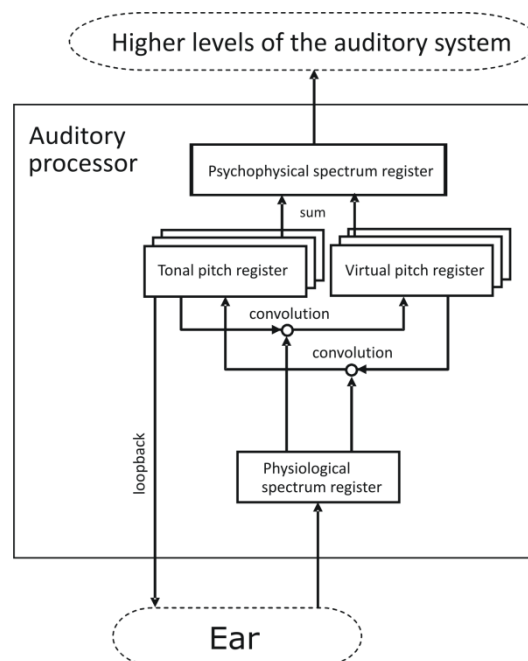 Higher levels of the auditory system
Auditory
processor
Psychophysical spectrum register
sum
Tonal pitch register
Virtual pitch register
convolution
convolution
loopback
Physiological
spectrum register
Ear